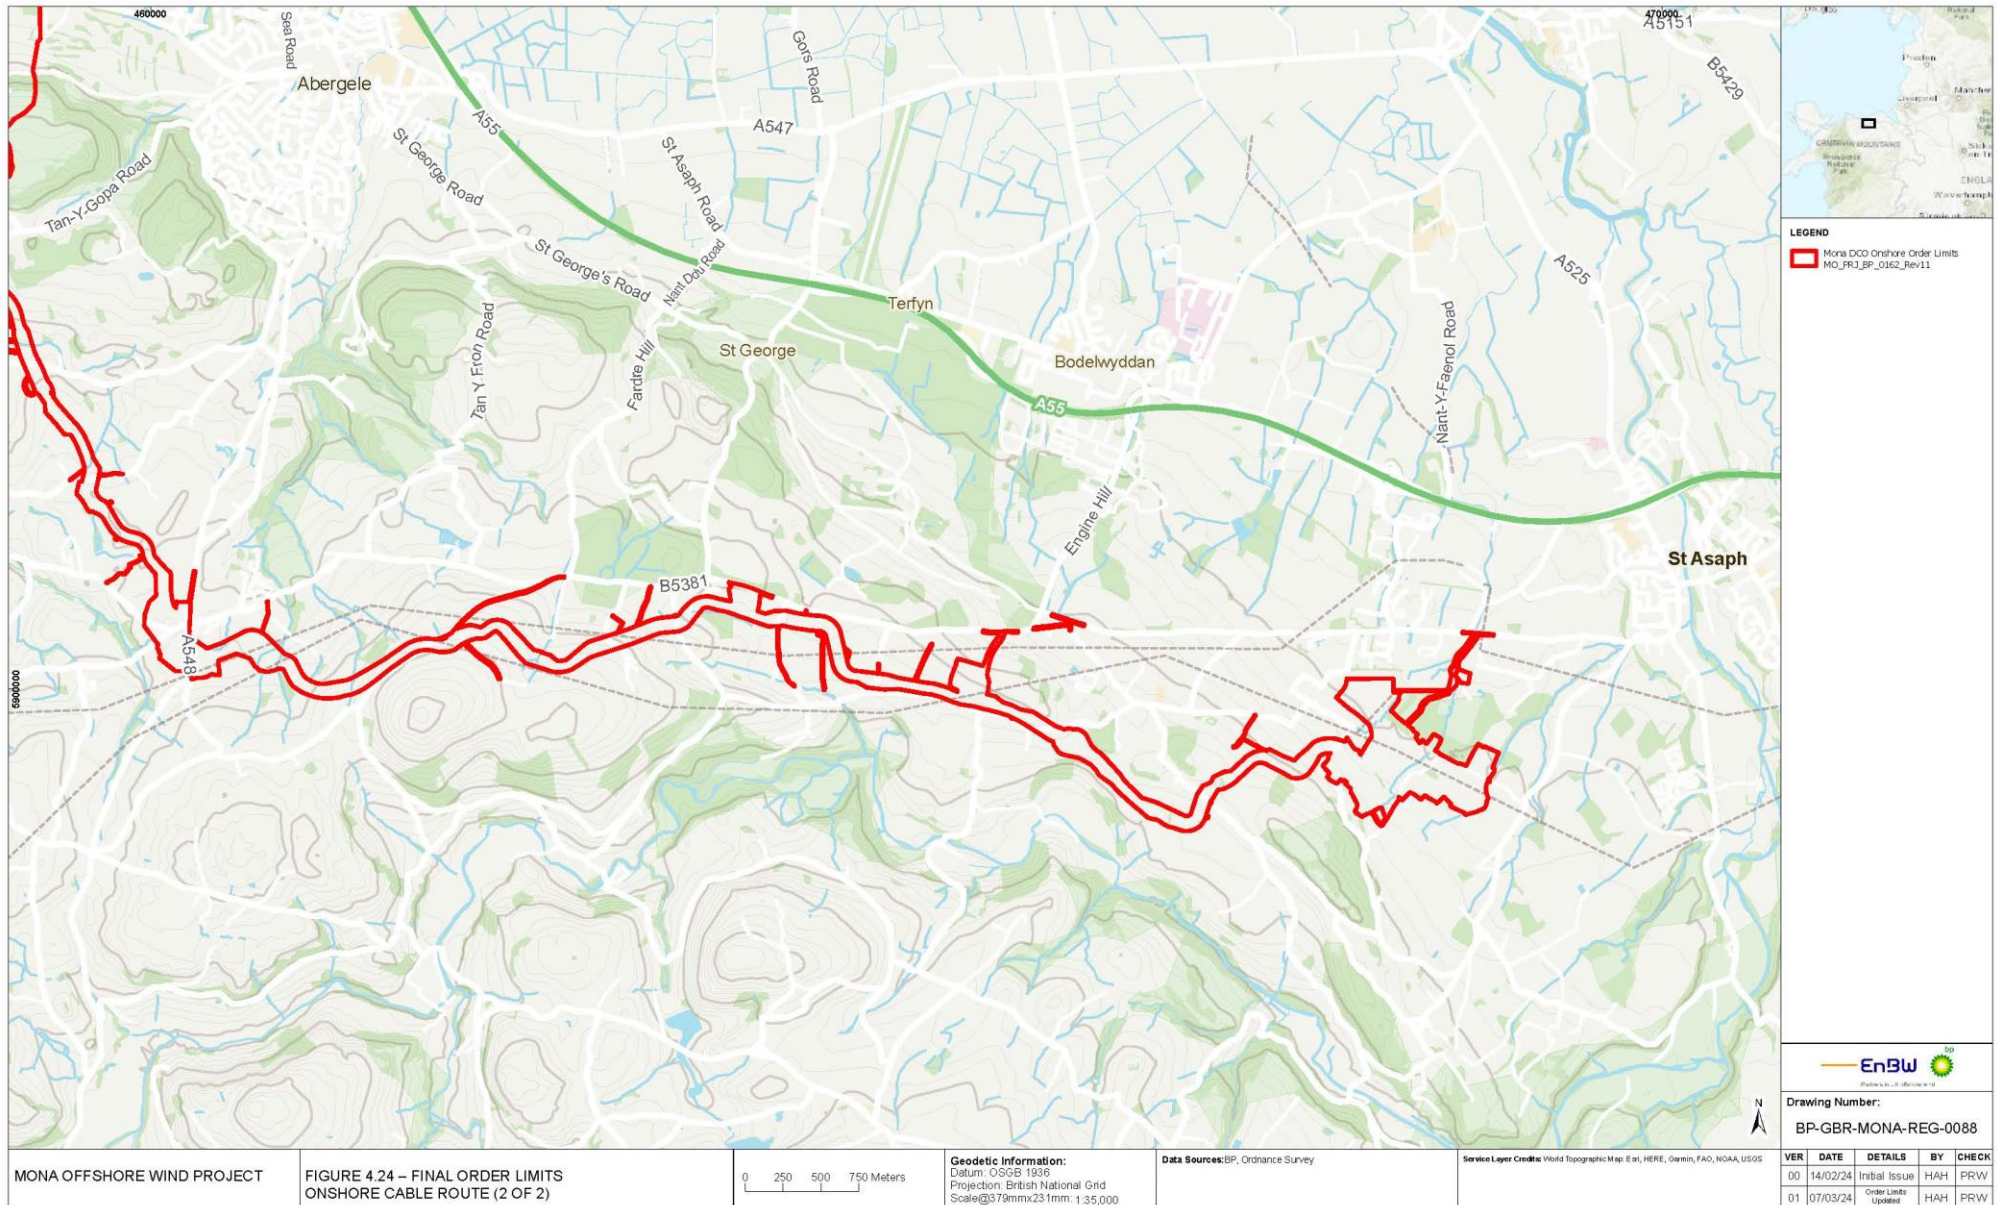 460000
470000
A5151
B5429
Sea Road
Gors Road
Abergele
A55
A547
St George Road
St Asaph Road
Tan-Y-Gopa Road
St George's Road
Nant Ddu Road
A525
Terfyn
Tan Y Fron Road
Fardre Hill
St George
Bodelwyddan
Nant-Y-Faenol Road
A55
Engine Hill
St Asaph
B5381
A548
Preston
Liverpool
LEGEND
Mona DCO Onshore Order Limits
MO_PRJ_BP_0162_Rev11
EnBW
bp
Drawing Number:
BP-GBR-MONA-REG-0088
N
MONA OFFSHORE WIND PROJECT
FIGURE 4.24 – FINAL ORDER LIMITS
ONSHORE CABLE ROUTE (2 OF 2)
0 250 500 750 Meters
Geodetic Information:
Datum: OSGB 1936
Projection: British National Grid
Scale@379mmx231mm: 1:35,000
Data Sources:BP, Ordnance Survey
Service Layer Credits: World Topographic Map: Esri, HERE, Garmin, FAO, NOAA, USGS
VER DATE DETAILS BY CHECK
00 14/02/24 Initial Issue HAH PRW
01 07/03/24 Order Limits Updated HAH PRW